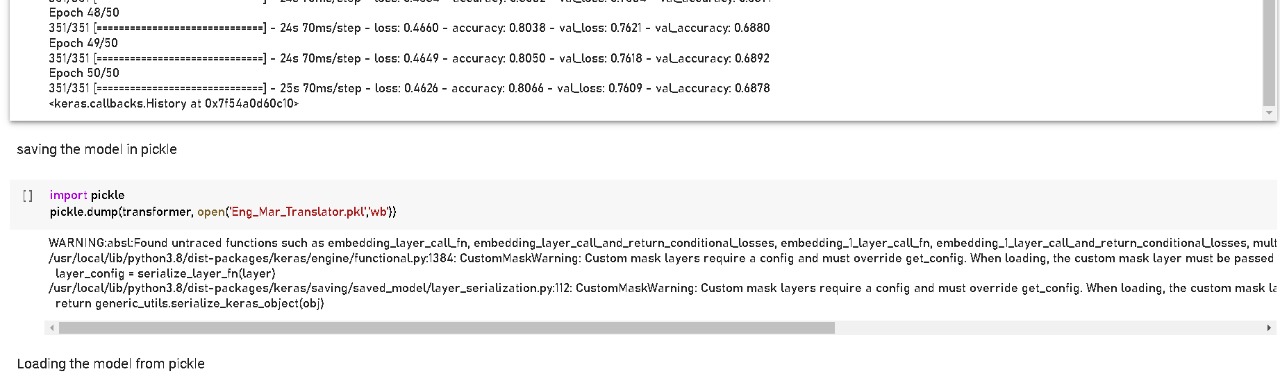 Epoch 48/50
351/351 [==============================] - 24s 70ms/step - loss: 0.4660 - accuracy: 0.8038 - val_loss: 0.7621 - val_accuracy: 0.6880
Epoch 49/50
351/351 [==============================] - 24s 70ms/step - loss: 0.4649 - accuracy: 0.8050 - val_loss: 0.7618 - val_accuracy: 0.6892
Epoch 50/50
351/351 [==============================] - 25s 70ms/step - loss: 0.4626 - accuracy: 0.8066 - val_loss: 0.7609 - val_accuracy: 0.6878
<keras.callbacks.History at 0x7f54a0d60c10>
saving the model in pickle
[ ] import pickle
pickle.dump(transformer, open('Eng_Mar_Translator.pkl','wb'))
WARNING:absl:Found untraced functions such as embedding_layer_call_fn, embedding_layer_call_and_return_conditional_losses, embedding_1_layer_call_fn, embedding_1_layer_call_and_return_conditional_losses, mult
/usr/local/lib/python3.8/dist-packages/keras/engine/functional.py:1384: CustomMaskWarning: Custom mask layers require a config and must override get_config. When loading, the custom mask layer must be passed
layer_config = serialize_layer_fn(layer)
/usr/local/lib/python3.8/dist-packages/keras/saving/saved_model/layer_serialization.py:112: CustomMaskWarning: Custom mask layers require a config and must override get_config. When loading, the custom mask la
return generic_utils.serialize_keras_object(obj)
Loading the model from pickle